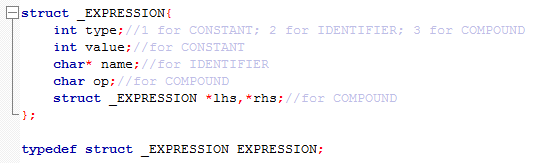 struct _EXPRESSION{
int type;//1 for CONSTANT; 2 for IDENTIFIER; 3 for COMPOUND
int value;//for CONSTANT
char* name;//for IDENTIFIER
char op;//for COMPOUND
struct _EXPRESSION *lhs,*rhs;//for COMPOUND
};
typedef struct _EXPRESSION EXPRESSION;